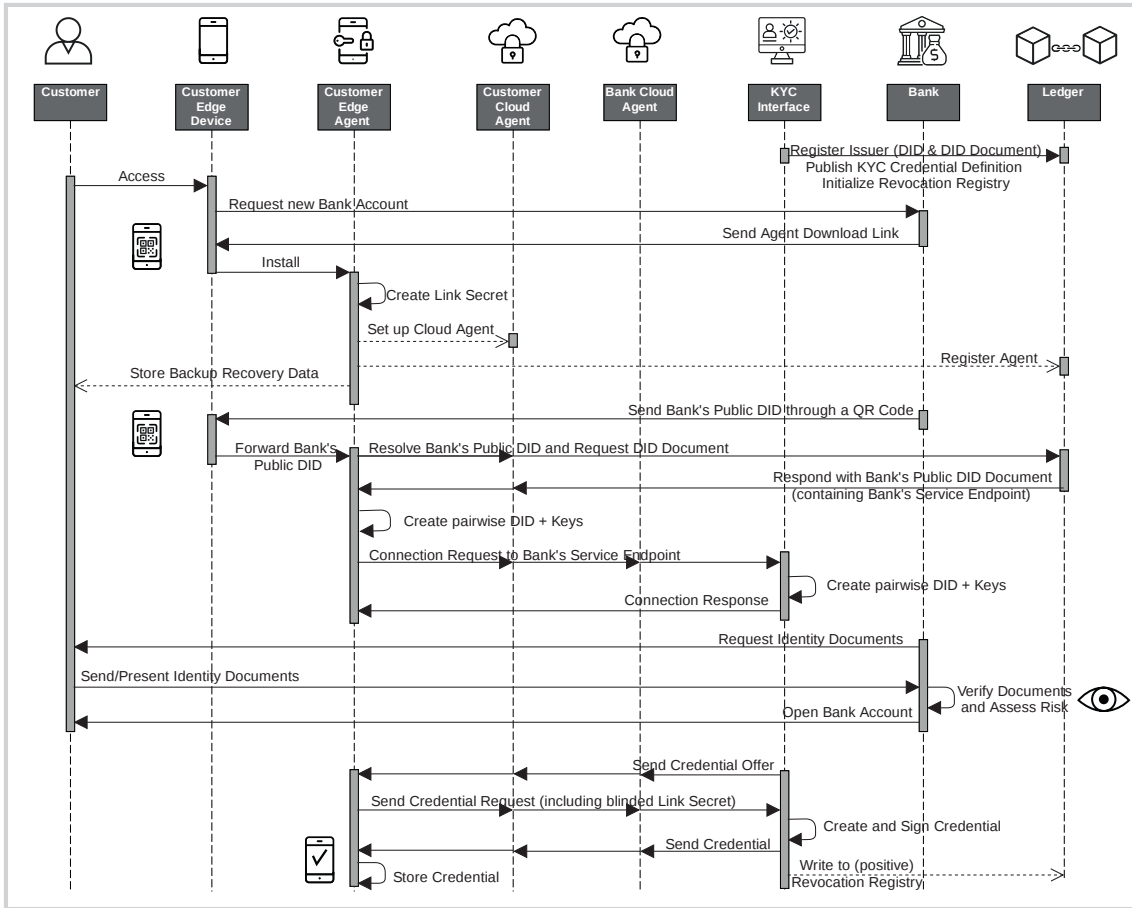 Customer
Customer
Edge
Device
Customer
Edge
Agent
Customer
Cloud
Agent
Bank Cloud
Agent
KYC
Interface
Bank
$
Ledger
Register Issuer (DID & DID Document)
Publish KYC Credential Definition
Initialize Revocation Registry
Access
Request new Bank Account
Send Agent Download Link
Install
Create Link Secret
Set up Cloud Agent
Register Agent
Store Backup Recovery Data
Send Bank's Public DID through a QR Code
Forward Bank's
Public DID
Resolve Bank's Public DID and Request DID Document
Respond with Bank's Public DID Document
(containing Bank's Service Endpoint)
Create pairwise DID + Keys
Connection Request to Bank's Service Endpoint
Create pairwise DID + Keys
Connection Response
Request Identity Documents
Send/Present Identity Documents
Verify Documents
and Assess Risk
Open Bank Account
Send Credential Offer
Send Credential Request (including blinded Link Secret)
Create and Sign Credential
Send Credential
Write to (positive)
Revocation Registry
Store Credential